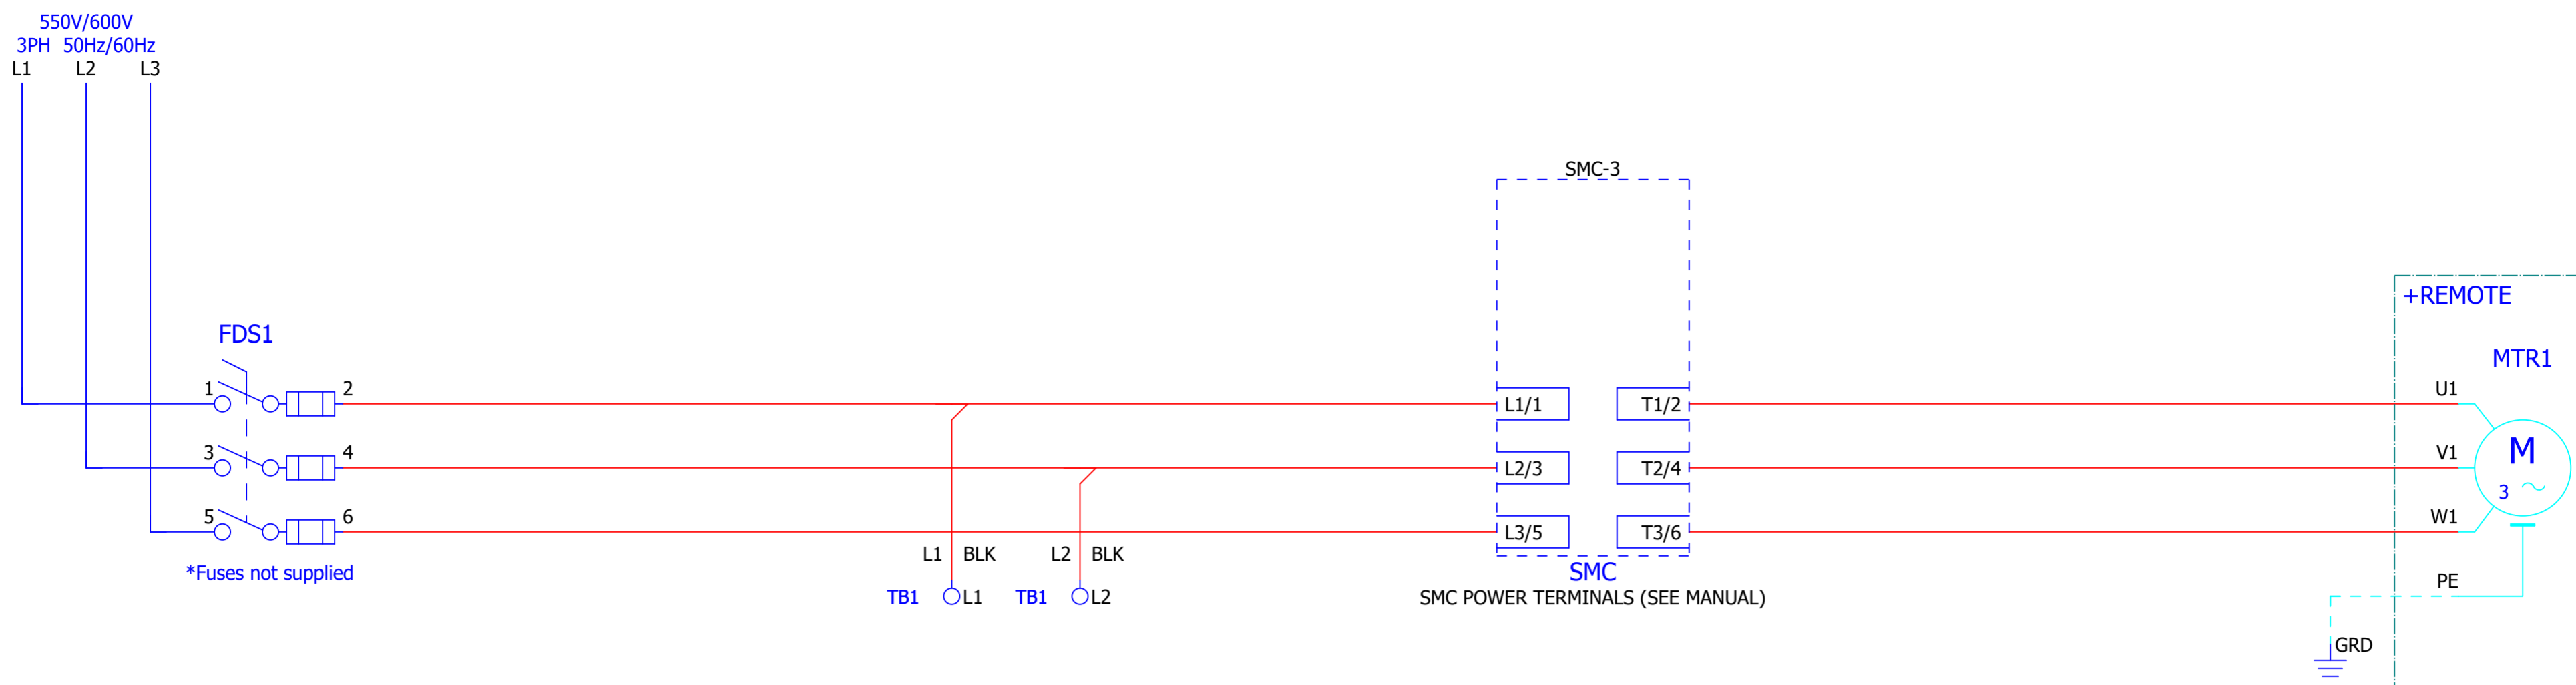 550V/600V
3PH 50Hz/60Hz
L1 L2 L3
SMC-3
+REMOTE
FDS1
MTR1
1 2
L1/1 T1/2
U1
3 4
L2/3 T2/4
V1
M
3 ~
5 6
L3/5 T3/6
W1
L1 BLK L2 BLK
*Fuses not supplied
SMC
PE
TB1 L1 TB1 L2
SMC POWER TERMINALS (SEE MANUAL)
GRD